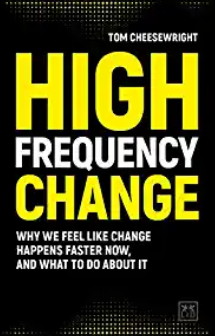 TOM CHEESEWRIGHT
HIGH
FREQUENCY
CHANGE
WHY WE FEEL LIKE CHANGE
HAPPENS FASTER NOW,
AND WHAT TO DO ABOUT IT